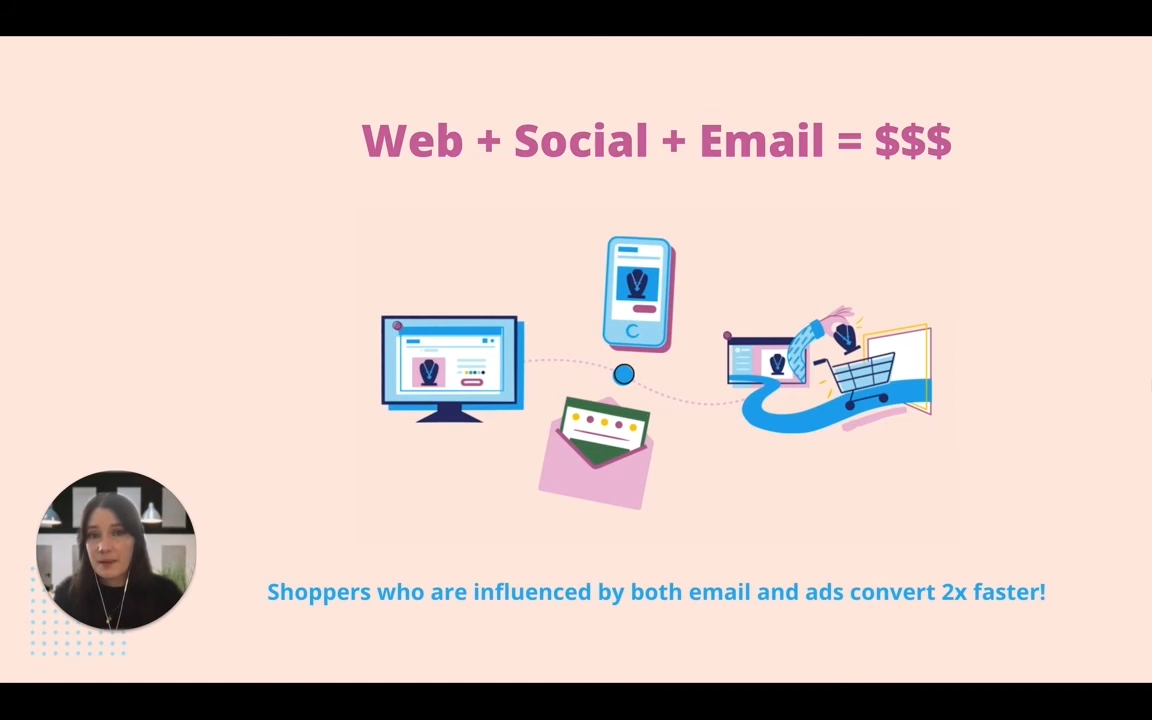 Web + Social + Email = $$$
Shoppers who are influenced by both email and ads convert 2x faster!